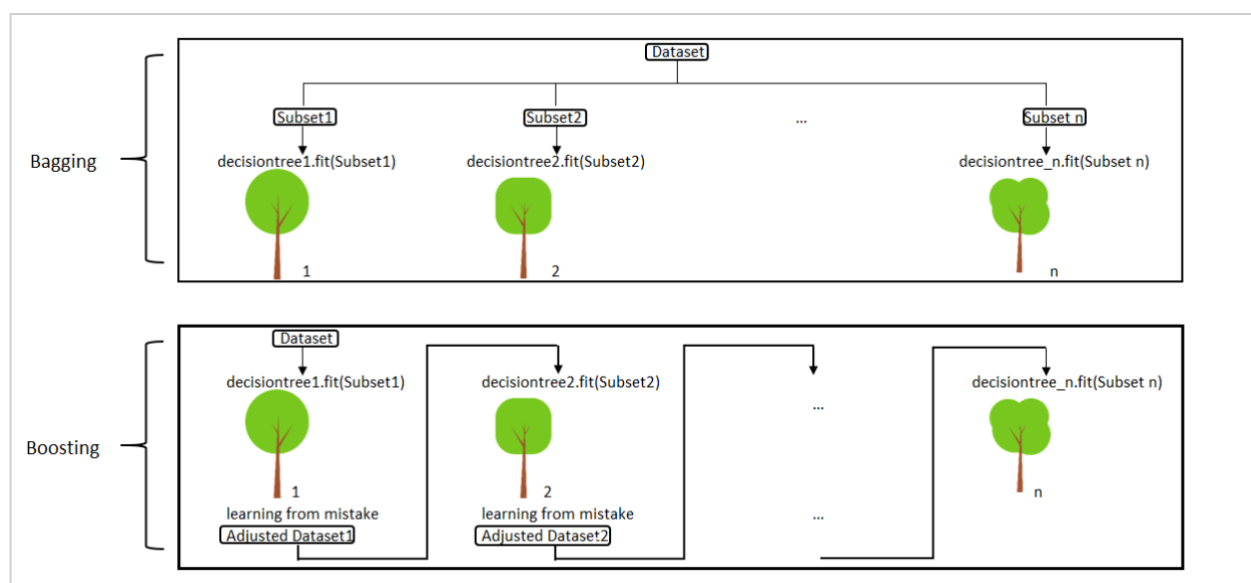 Dataset
Subset1
Subset2
...
Subset n
Bagging
decisiontree1.fit(Subset1)
decisiontree2.fit(Subset2)
decisiontree_n.fit(Subset n)
1
2
n
Dataset
decisiontree1.fit(Subset1)
decisiontree2.fit(Subset2)
decisiontree_n.fit(Subset n)
...
Boosting
1
2
n
learning from mistake
learning from mistake
...
Adjusted Dataset1
Adjusted Dataset2